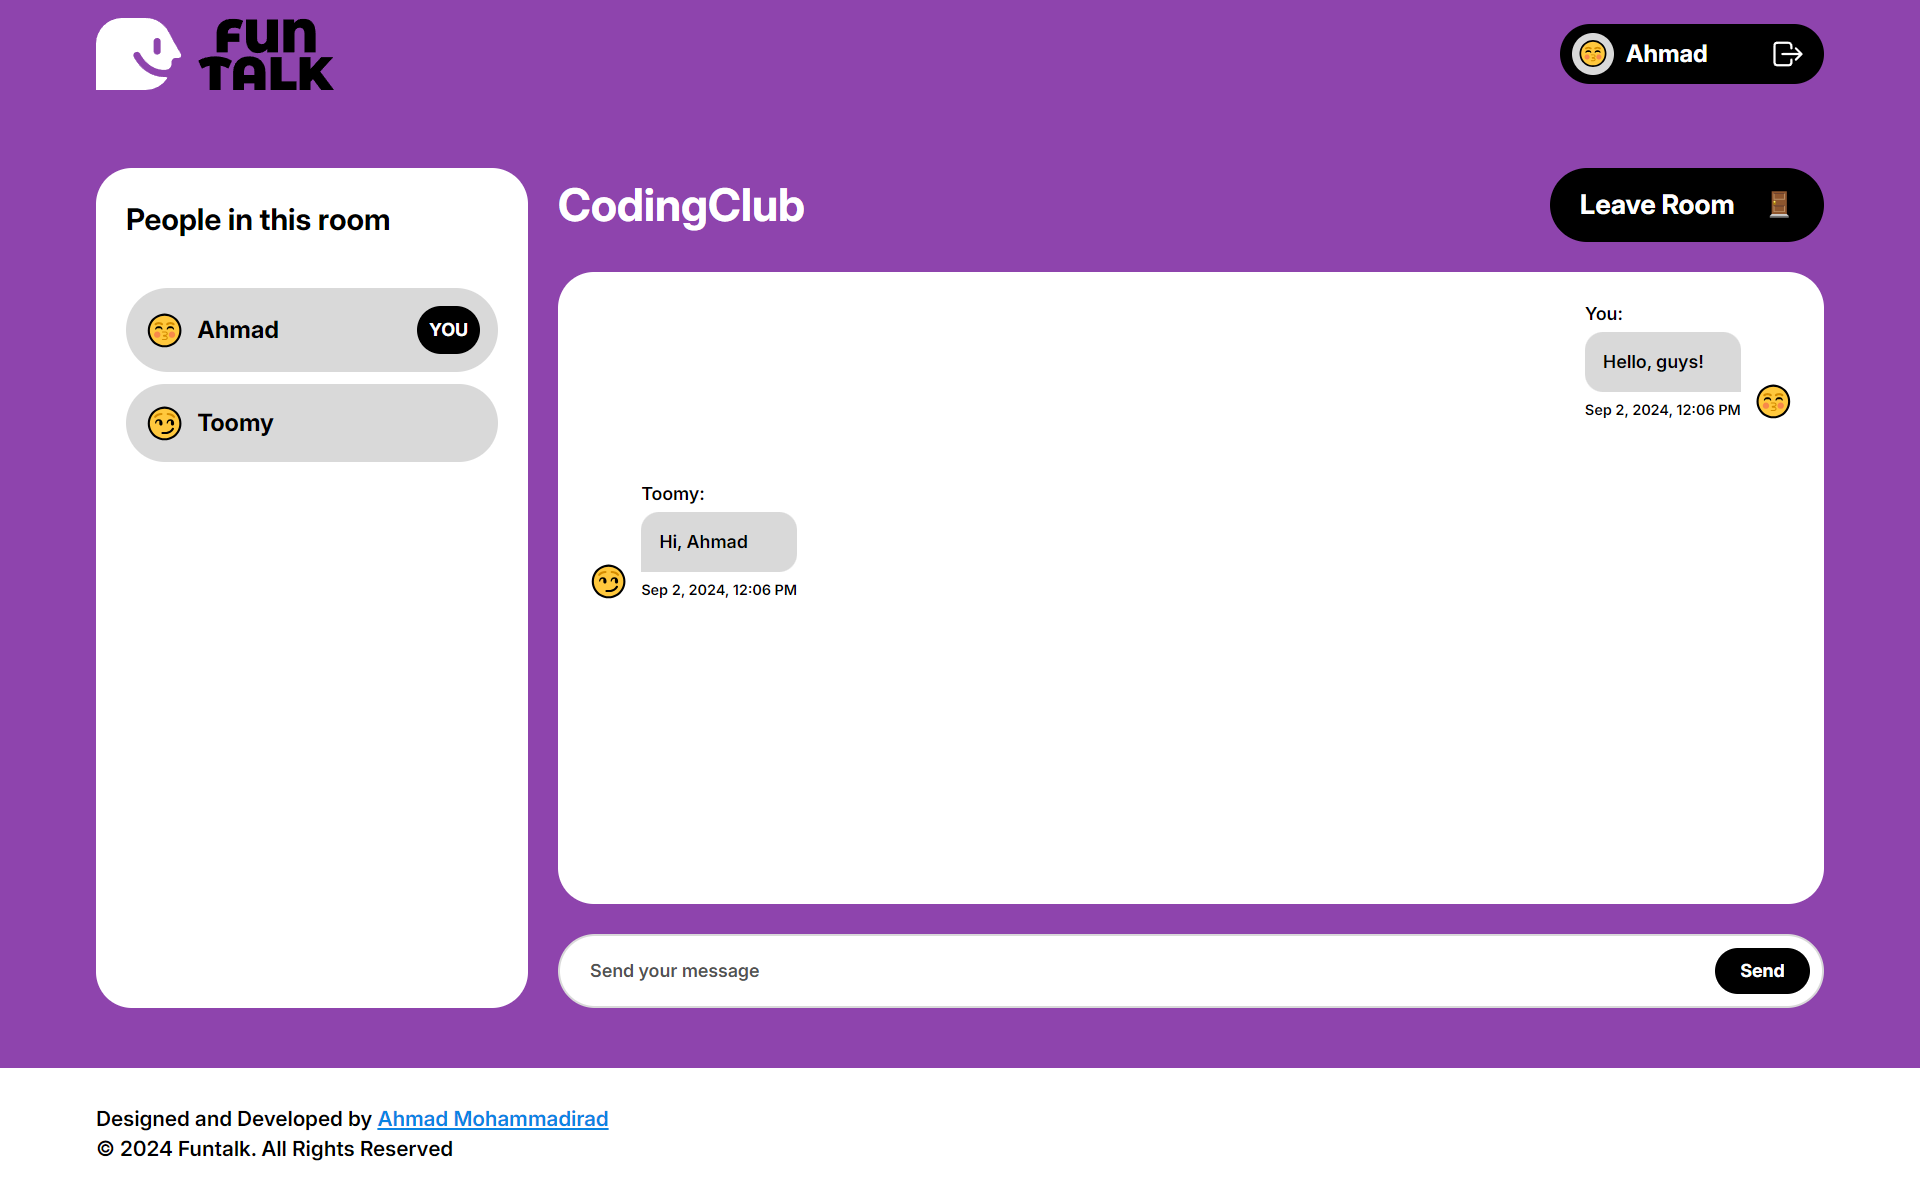 FUN
TALK
Ahmad
People in this room
Ahmad
YOU
Toomy
CodingClub
Leave Room
You:
Hello, guys!
Sep 2, 2024, 12:06 PM
Toomy:
Hi, Ahmad
Sep 2, 2024, 12:06 PM
Send your message
Send
Designed and Developed by Ahmad Mohammadirad
© 2024 Funtalk. All Rights Reserved